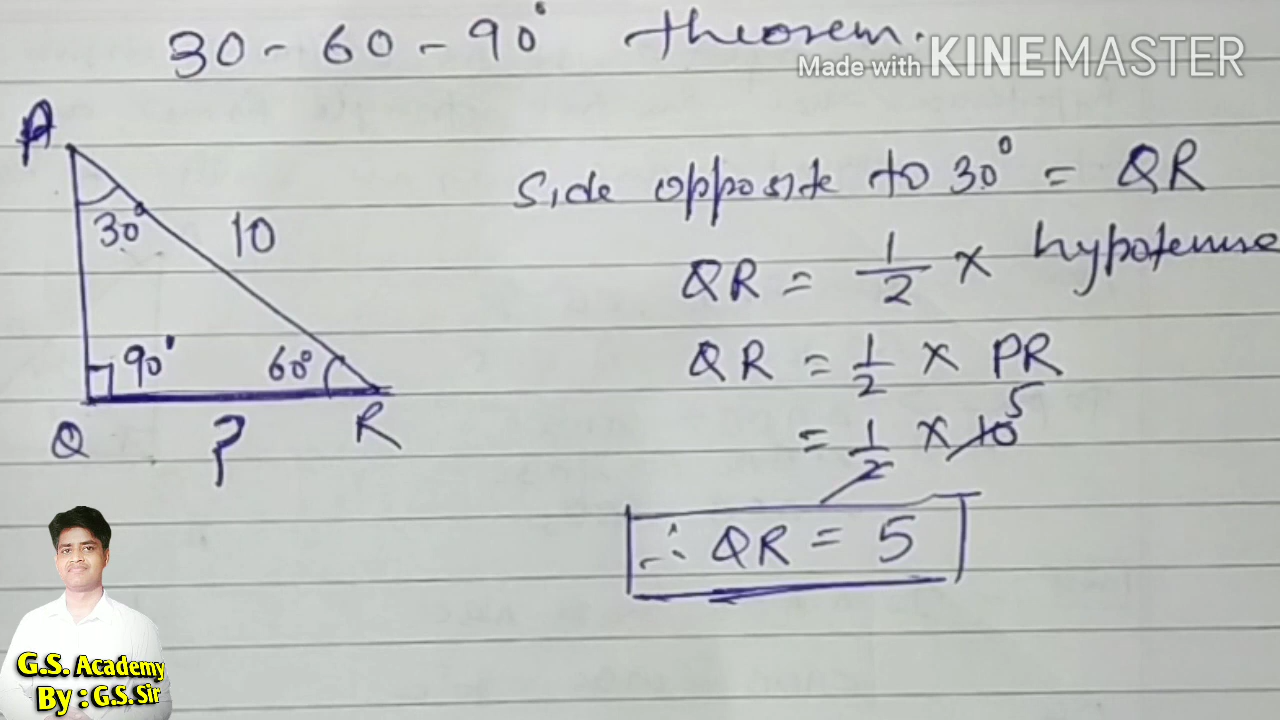 30 - 60 - 90° theorem.
Made with KINEMASTER
Side opposite to 30° = QR
QR = 1/2 × hypotenuse
QR = 1/2 × PR
= 1/2 × 10 5
∴ QR = 5
30°
10
90°
60°
Q
?
R
G.S. Academy
By : G.S. Sir